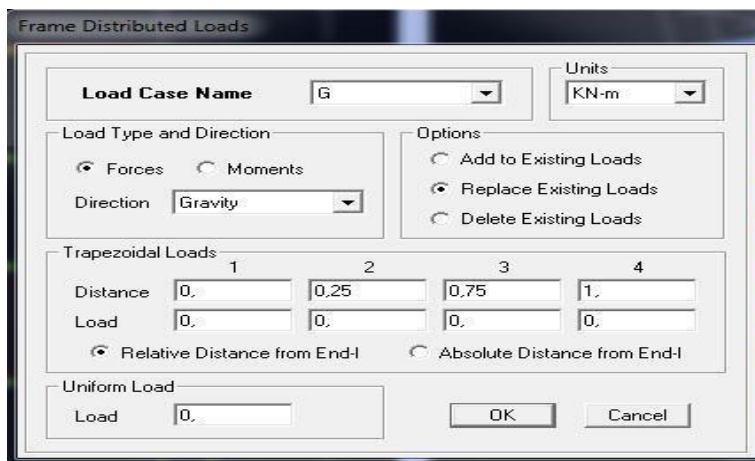 Frame Distributed Loads
Load Case Name G
Units
KN-m
Load Type and Direction
Forces Moments
Direction Gravity
Options
Add to Existing Loads
Replace Existing Loads
Delete Existing Loads
Trapezoidal Loads
1 2 3 4
Distance 0, 0,25 0,75 1,
Load 0, 0, 0, 0,
Relative Distance from End-I Absolute Distance from End-I
Uniform Load
Load 0,
OK Cancel